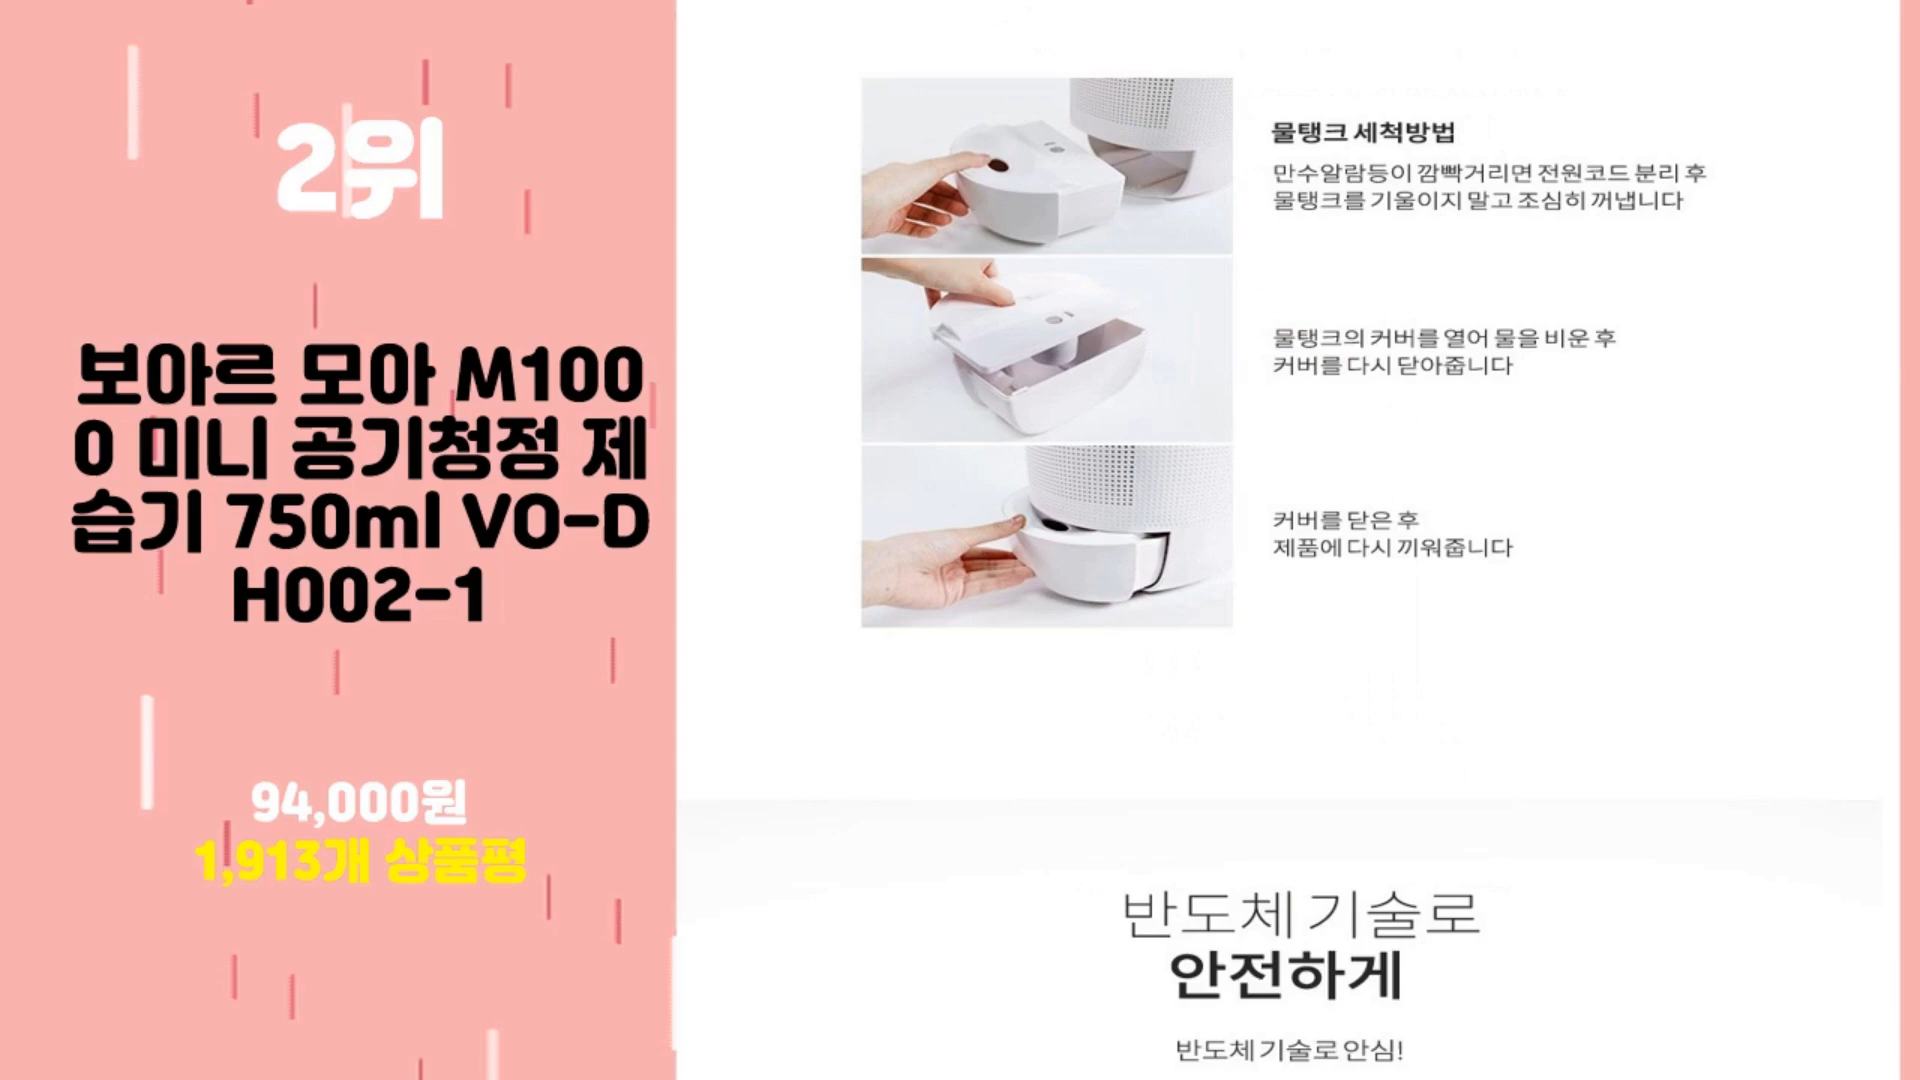 2위
보아르 모아 M100
0 미니 공기청정 제
습기 750ml VO-D
H002-1
94,000원
1,913개 상품평
물탱크 세척방법
만수알람등이 깜빡거리면 전원코드 분리 후
물탱크를 기울이지 말고 조심히 꺼냅니다
물탱크의 커버를 열어 물을 비운 후
커버를 다시 닫아줍니다
커버를 닫은 후
제품에 다시 끼워줍니다
반도체 기술로
안전하게
반도체 기술로 안심!